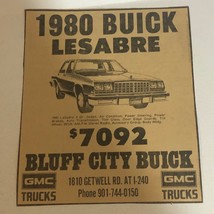 1980 BUICK
LESABRE
$7092
BLUFF CITY BUICK
GMC
TRUCKS
1810 GETWELL RD. AT I-240
Phone 901-744-0150
GMC
TRUCKS